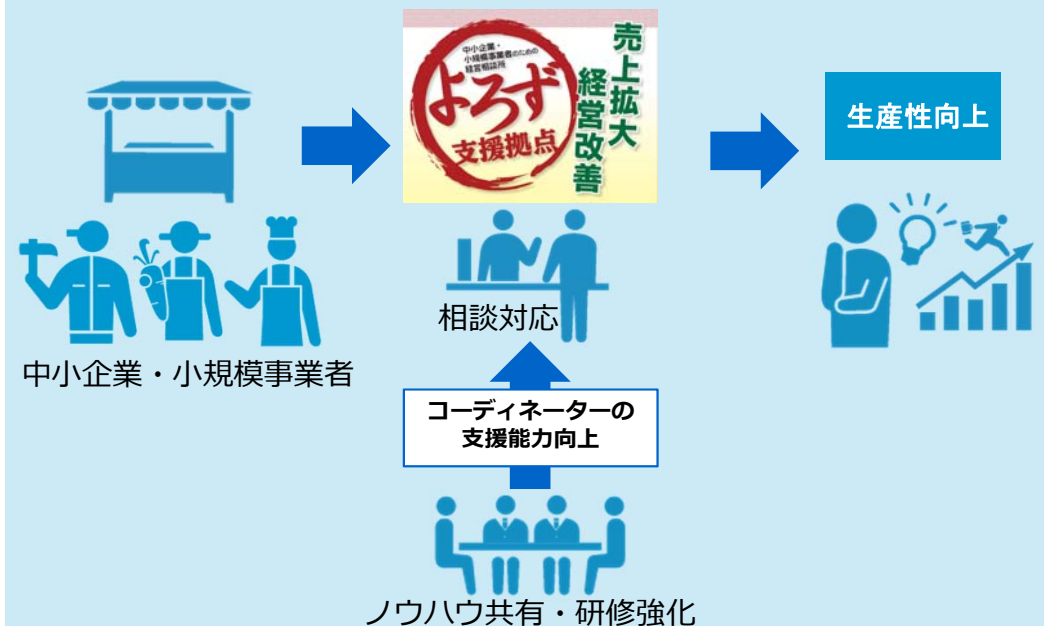 中小企業・
小規模事業者のための
経営相談所
よろず
支援拠点
売上拡大
経営改善
生産性向上
相談対応
中小企業・小規模事業者
コーディネーターの
支援能力向上
ノウハウ共有・研修強化